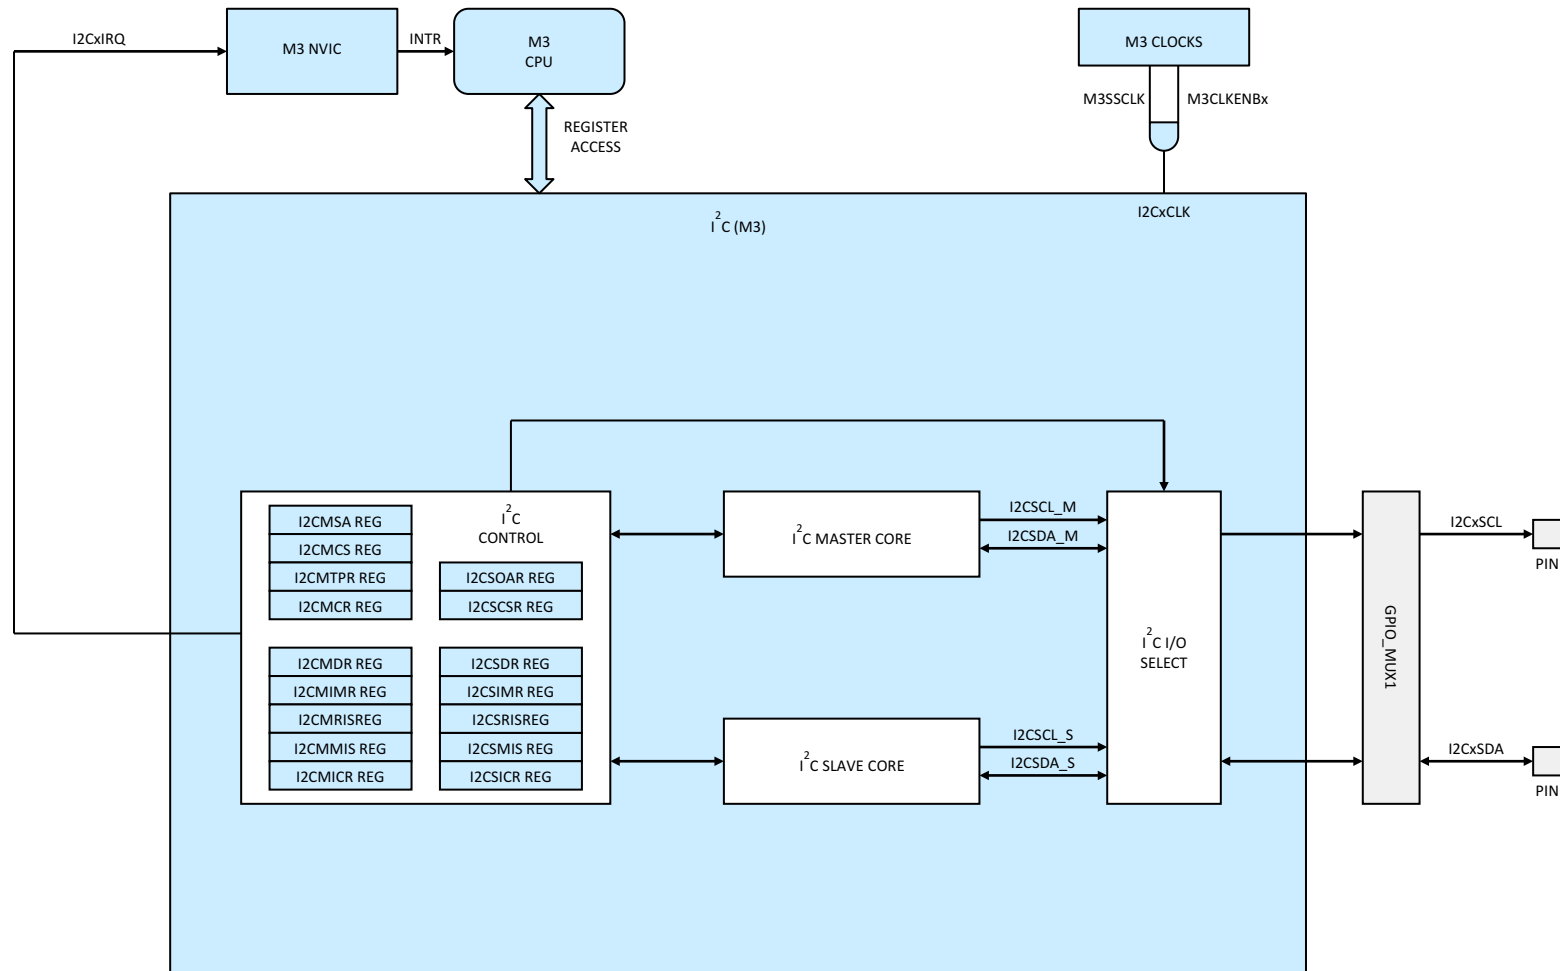 I2CxIRQ
M3 NVIC
INTR
M3
CPU
M3 CLOCKS
M3SSCLK
M3CLKENBx
REGISTER
ACCESS
I2CxCLK
I²C (M3)
I2CMSA REG
I2CMCS REG
I2CMTPR REG
I2CMCR REG
I²C
CONTROL
I2CSOAR REG
I2CSCSR REG
I2CMDR REG
I2CMIMR REG
I2CMRISREG
I2CMMIS REG
I2CMICR REG
I2CSDR REG
I2CSIMR REG
I2CSRISREG
I2CSMIS REG
I2CSICR REG
I²C MASTER CORE
I2CSCL_M
I2CSDA_M
I²C SLAVE CORE
I2CSCL_S
I2CSDA_S
I²C I/O
SELECT
GPIO_MUX1
I2CxSCL
PIN
I2CxSDA
PIN